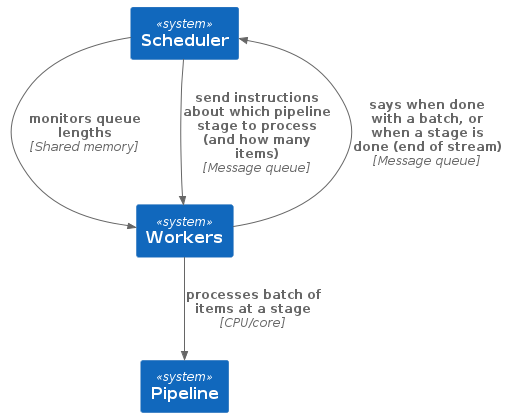 «system»
Scheduler
monitors queue
lengths
[Shared memory]
send instructions
about which pipeline
stage to process
(and how many
items)
[Message queue]
says when done
with a batch, or
when a stage is
done (end of stream)
[Message queue]
«system»
Workers
processes batch of
items at a stage
[CPU/core]
«system»
Pipeline